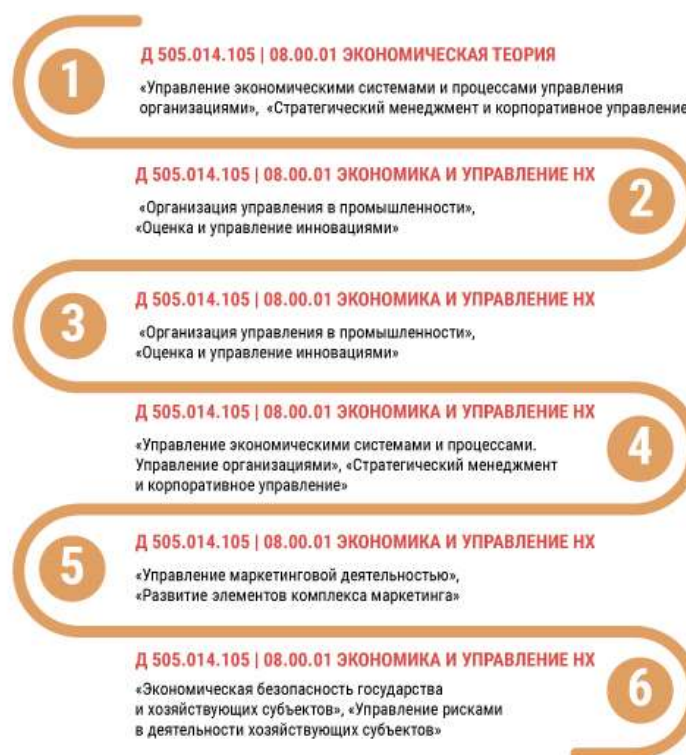 1
Д 505.014.105 | 08.00.01 ЭКОНОМИЧЕСКАЯ ТЕОРИЯ
«Управление экономическими системами и процессами управления
организациями», «Стратегический менеджмент и корпоративное управление
Д 505.014.105 | 08.00.01 ЭКОНОМИКА И УПРАВЛЕНИЕ НХ
2
«Организация управления в промышленности»,
«Оценка и управление инновациями»
3
Д 505.014.105 | 08.00.01 ЭКОНОМИКА И УПРАВЛЕНИЕ НХ
«Организация управления в промышленности»,
«Оценка и управление инновациями»
Д 505.014.105 | 08.00.01 ЭКОНОМИКА И УПРАВЛЕНИЕ НХ
4
«Управление экономическими системами и процессами.
Управление организациями», «Стратегический менеджмент
и корпоративное управление»
5
Д 505.014.105 | 08.00.01 ЭКОНОМИКА И УПРАВЛЕНИЕ НХ
«Управление маркетинговой деятельностью»,
«Развитие элементов комплекса маркетинга»
Д 505.014.105 | 08.00.01 ЭКОНОМИКА И УПРАВЛЕНИЕ НХ
6
«Экономическая безопасность государства
и хозяйствующих субъектов», «Управление рисками
в деятельности хозяйствующих субъектов»